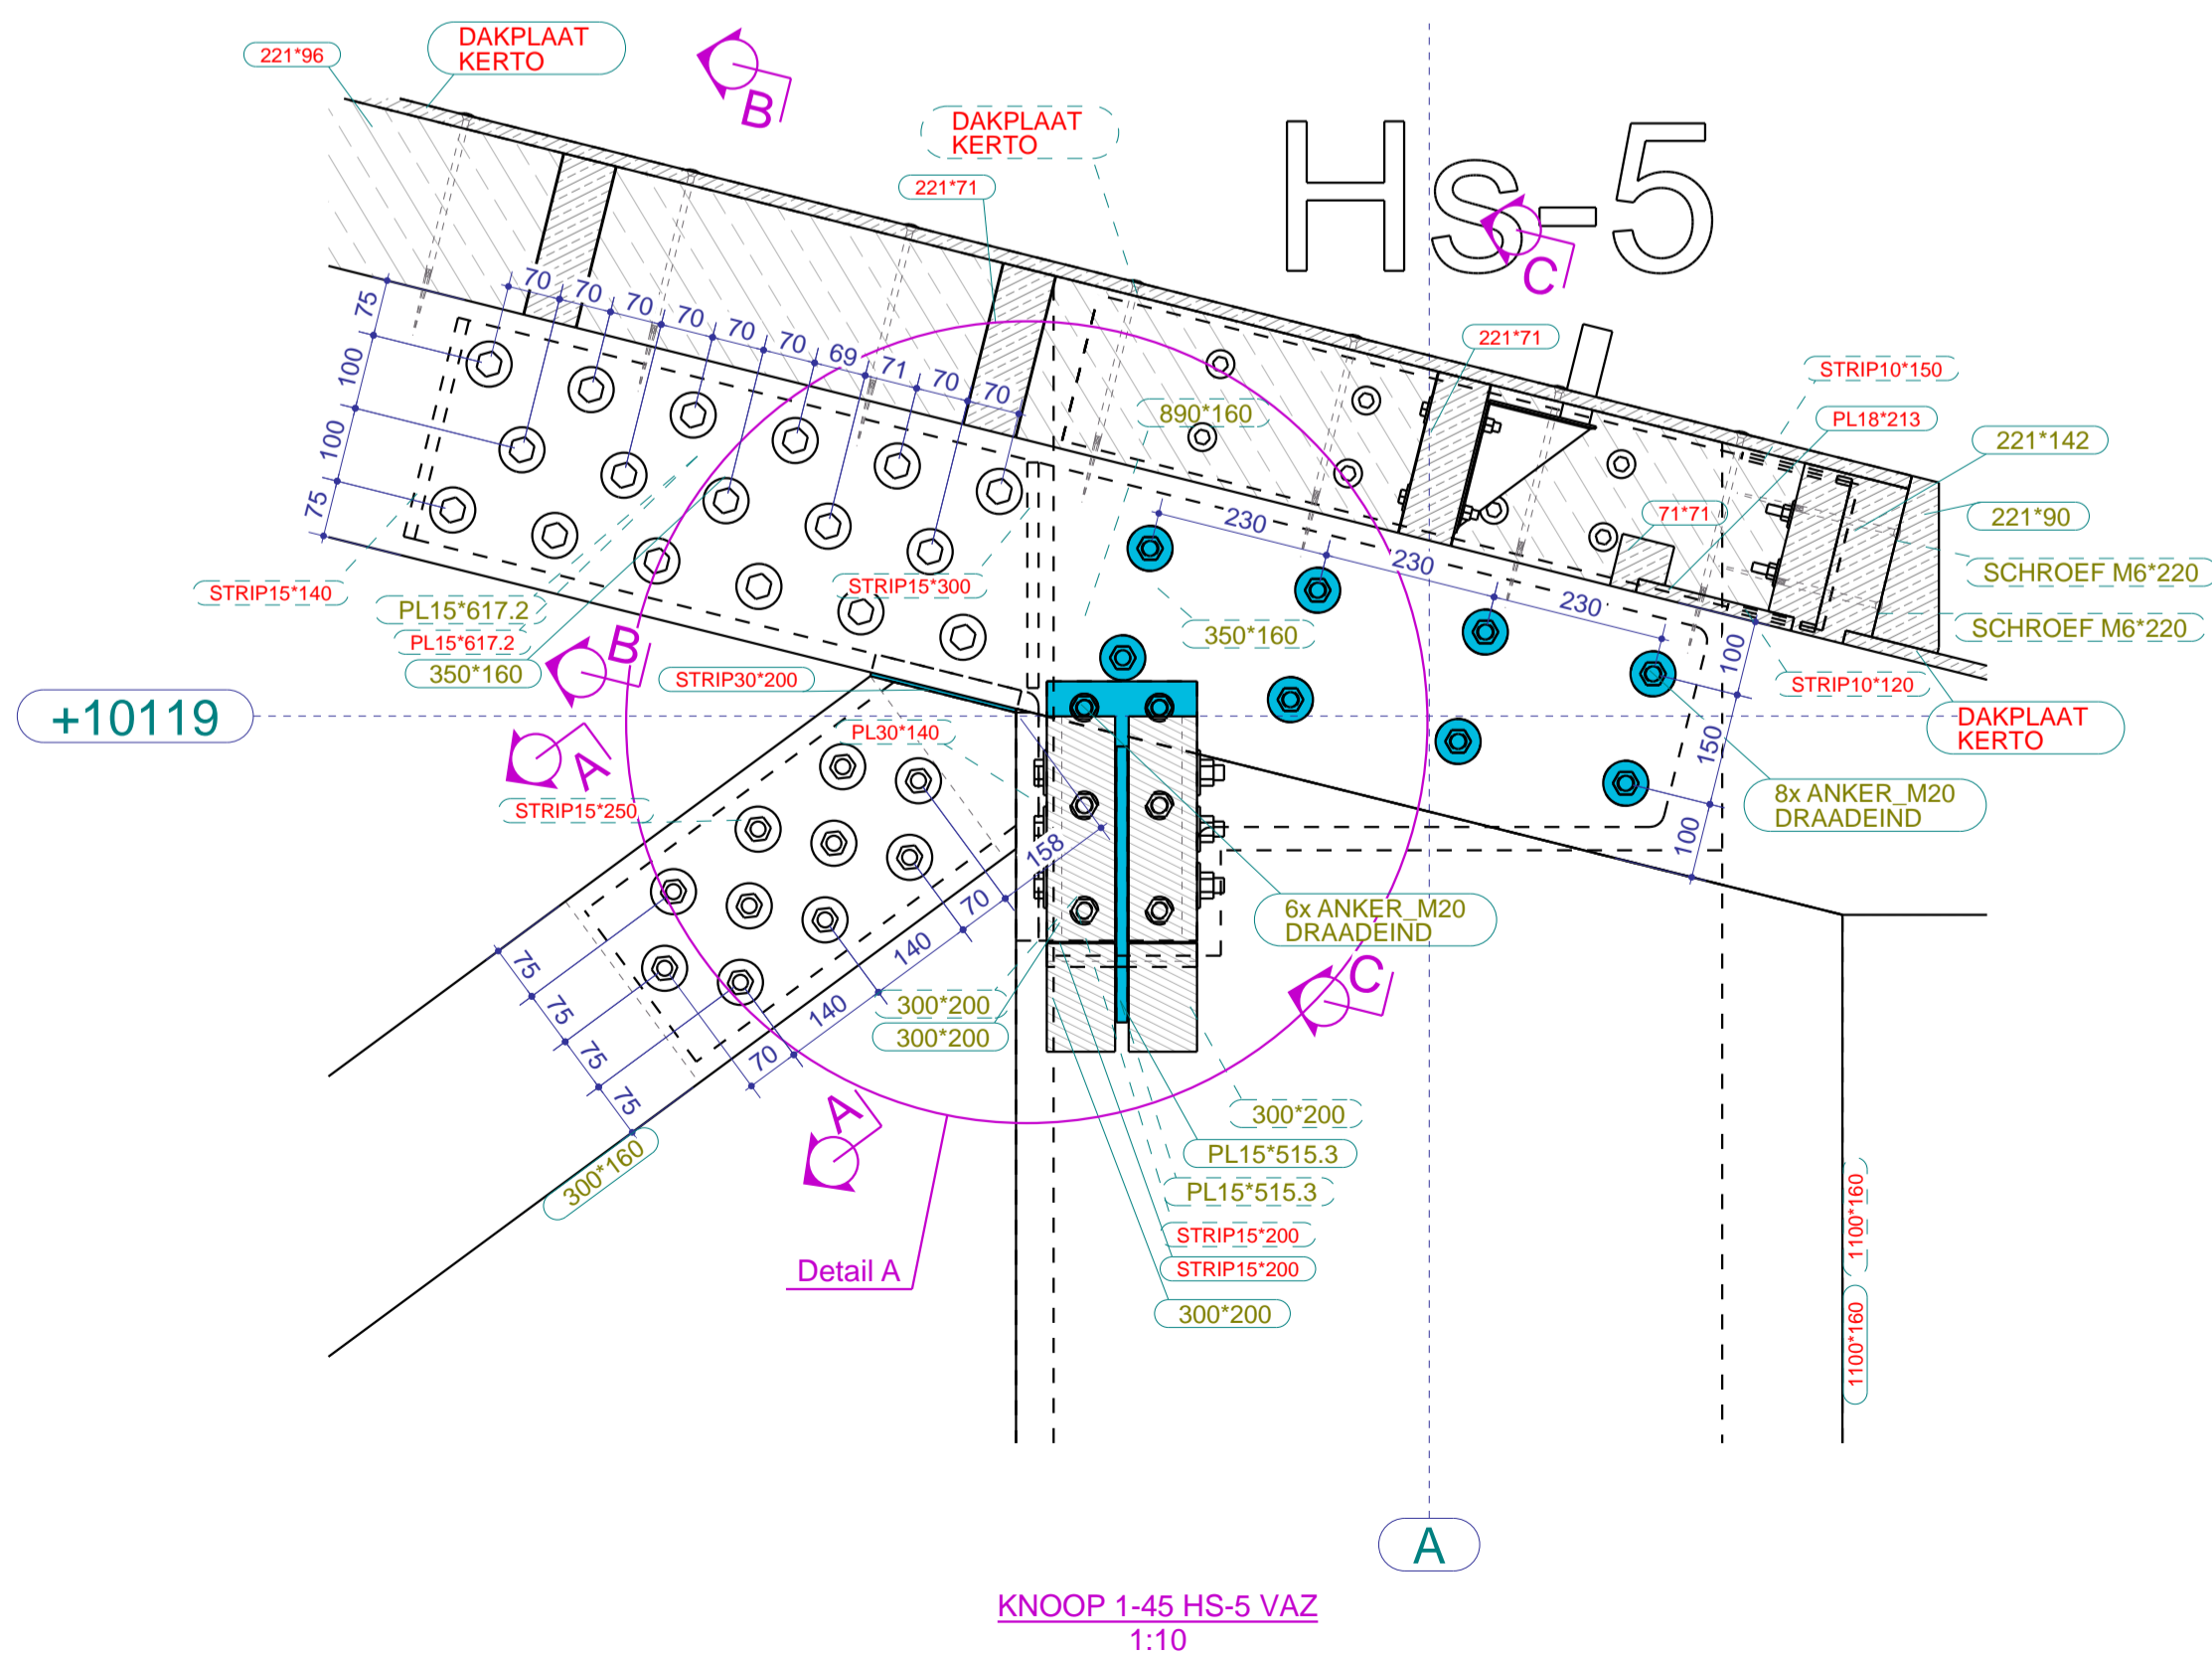 221*96
DAKPLAAT
KERTO
B
DAKPLAAT
KERTO
221*71
Hs-5
C
75
100
100
75
70
70
70
70
70
70
69
71
70
70
890*160
221*71
STRIP10*150
PL18*213
221*142
221*90
71*71
SCHROEF M6*220
SCHROEF M6*220
230
230
230
STRIP15*140
PL15*617.2
PL15*617.2
350*160
STRIP15*300
350*160
B
STRIP30*200
100
150
100
STRIP10*120
DAKPLAAT
KERTO
+10119
PL30*140
A
STRIP15*250
8x ANKER_M20
DRAADEIND
158
70
140
140
70
6x ANKER_M20
DRAADEIND
75
75
75
75
C
300*200
300*200
A
300*160
300*200
PL15*515.3
PL15*515.3
STRIP15*200
STRIP15*200
300*200
1100*160
1100*160
Detail A
A
KNOOP 1-45 HS-5 VAZ
1:10